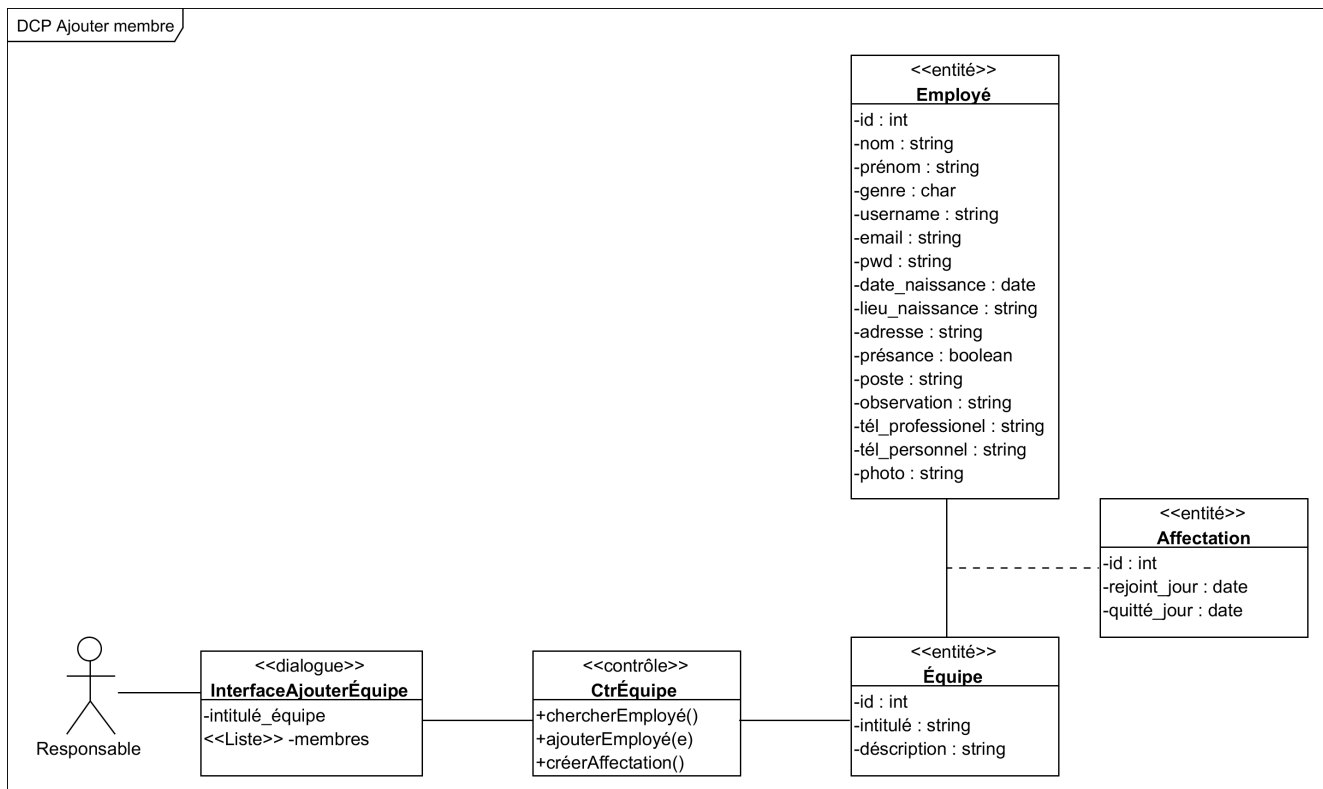 DCP Ajouter membre
<<entité>>
Employé
-id : int
-nom : string
-prénom : string
-genre : char
-username : string
-email : string
-pwd : string
-date_naissance : date
-lieu_naissance : string
-adresse : string
-présance : boolean
-poste : string
-observation : string
-tél_professionel : string
-tél_personnel : string
-photo : string
<<entité>>
Affectation
-id : int
-rejoint_jour : date
-quitté_jour : date
Responsable
<<dialogue>>
InterfaceAjouterÉquipe
-intitulé_équipe
<<Liste>> -membres
<<contrôle>>
CtrÉquipe
+chercherEmployé()
+ajouterEmployé(e)
+créerAffectation()
<<entité>>
Équipe
-id : int
-intitulé : string
-déscription : string